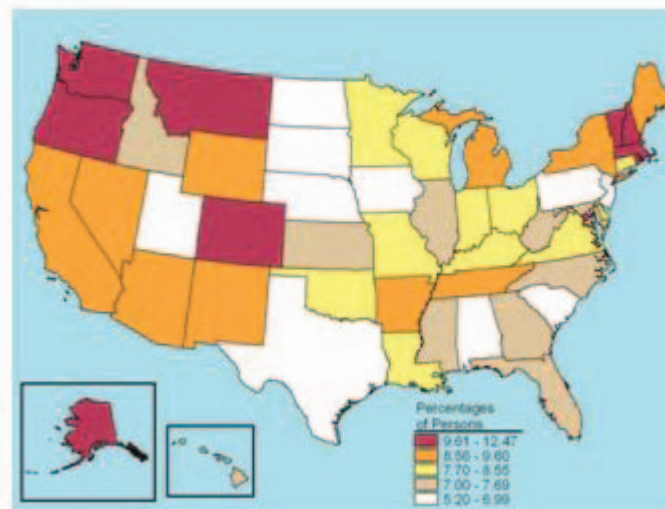 Percentages
of Persons
9.61 - 12.47
8.56 - 9.60
7.70 - 8.55
7.00 - 7.69
5.20 - 6.99